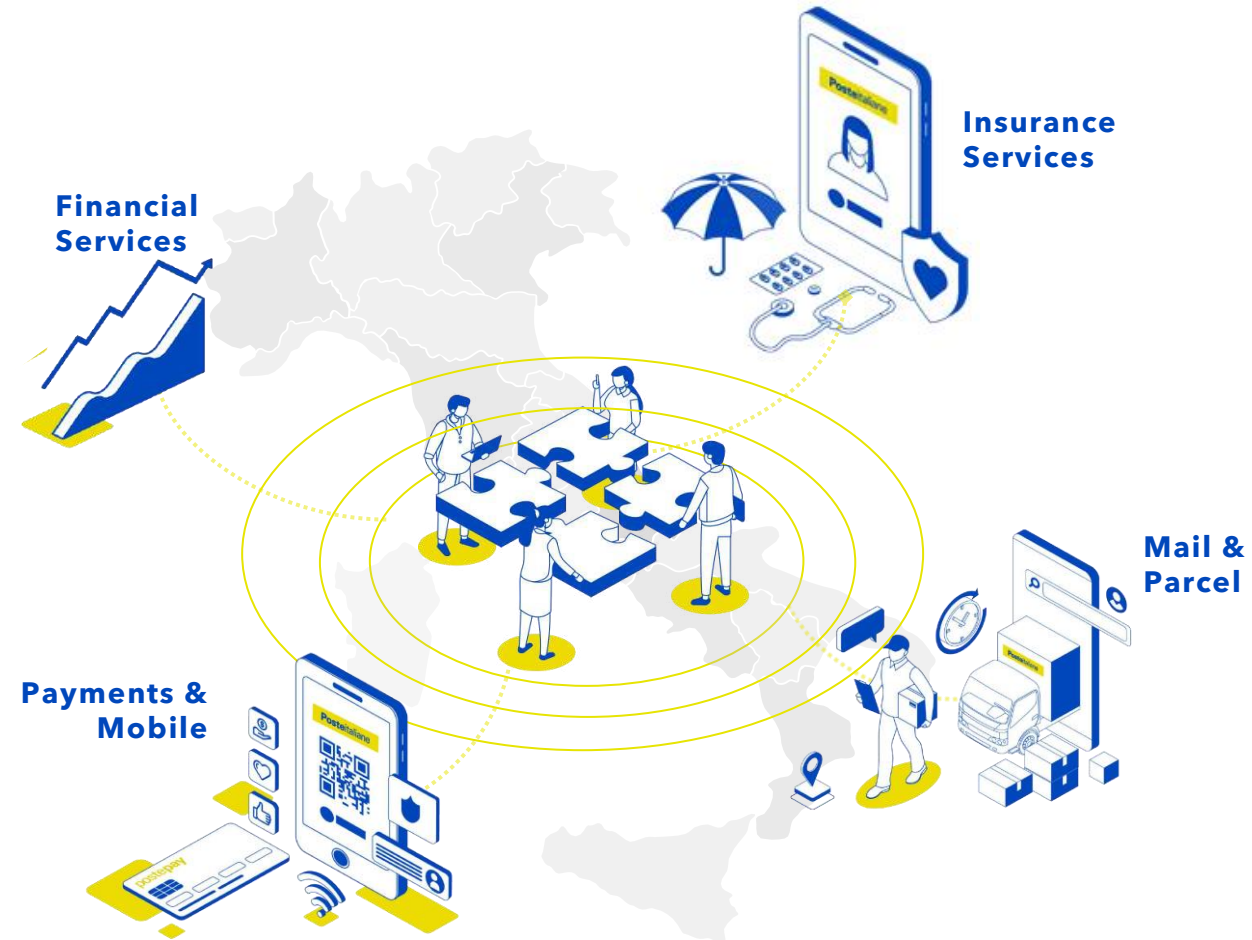 Posteitaliane
Insurance
Services
Financial
Services
Mail &
Parcel
Posteitaliane
Payments &
Mobile
Posteitaliane
postepay